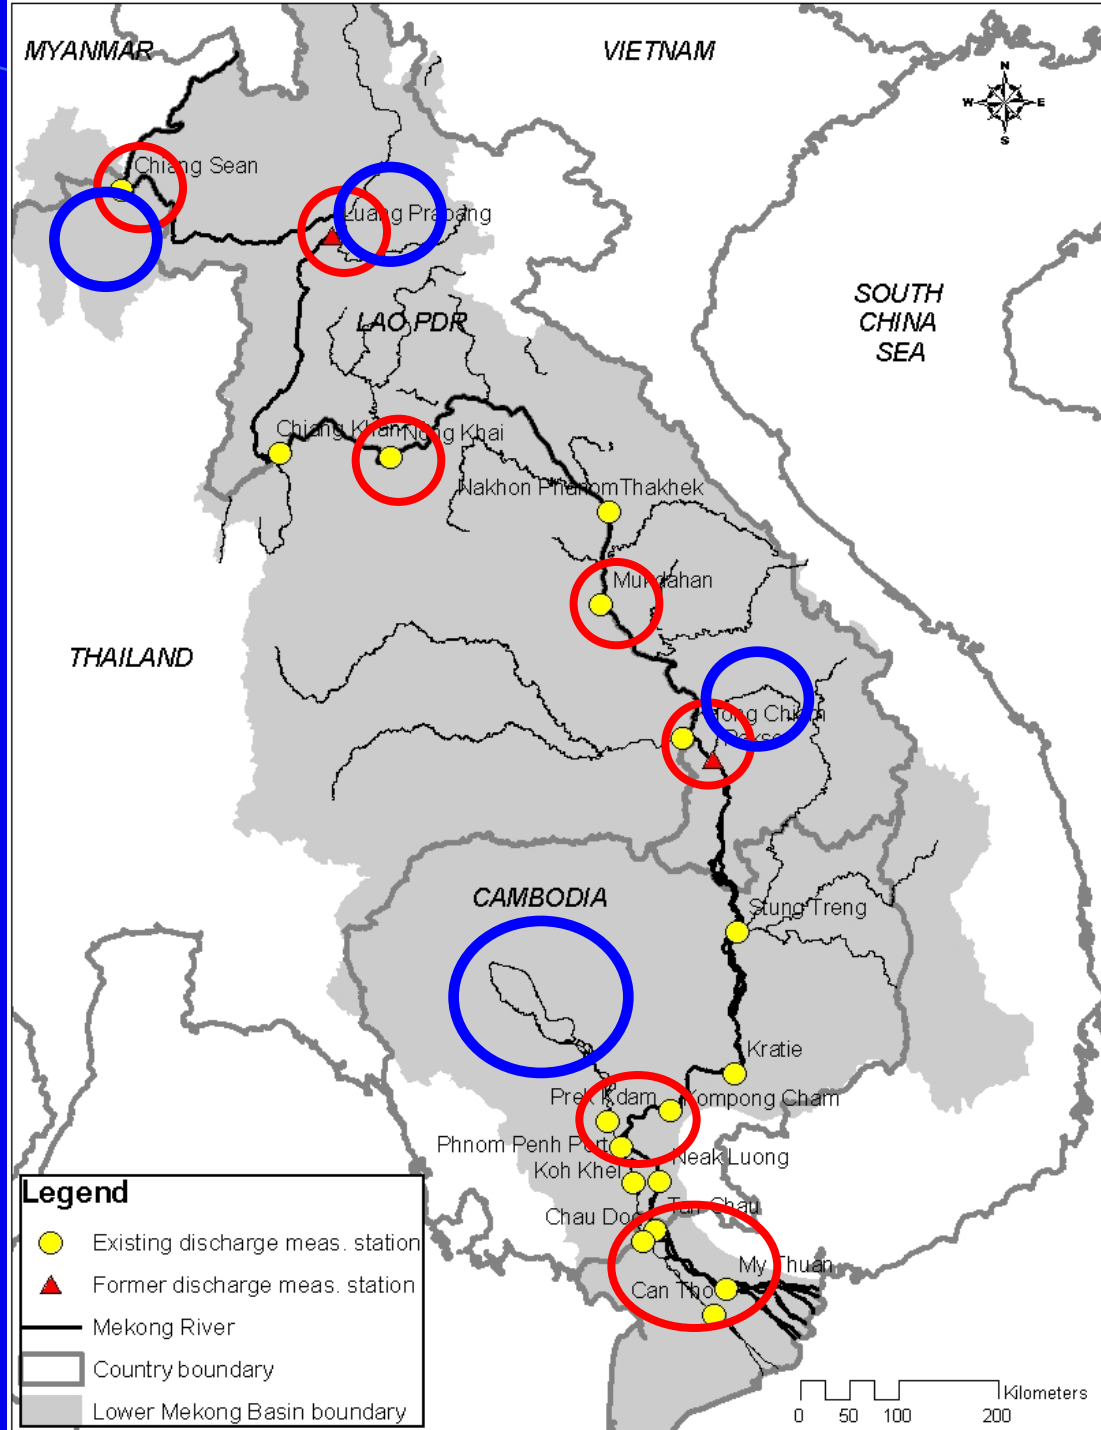 MYANMAR
VIETNAM
N
W
E
S
Chiang Sean
Luang Prabang
SOUTH
CHINA
SEA
LAO PDR
Chiang Khan
Nong Khai
Nakhon Phanom
Thakhek
Mukdahan
THAILAND
Khong Chiam
Pakse
CAMBODIA
Stung Treng
Kratie
Prek Kdam
Kompong Cham
Phnom Penh Port
Neak Luong
Koh Khel
Tan Chau
Chau Doc
My Thuan
Can Tho
Legend
Existing discharge meas. station
Former discharge meas. station
Mekong River
Country boundary
Lower Mekong Basin boundary
Kilometers
0 50 100 200